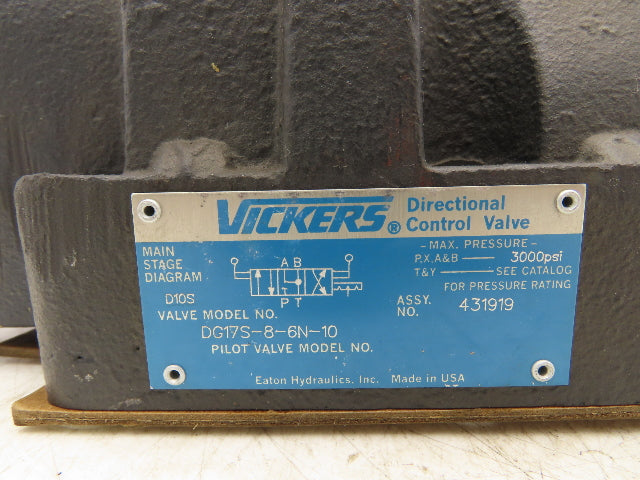 VICKERS® Directional
Control Valve
MAIN
STAGE
DIAGRAM
A B
P T
- MAX. PRESSURE -
P,X,A&B — 3000psi
T&Y — SEE CATALOG
FOR PRESSURE RATING
D10S
VALVE MODEL NO.
ASSY.
NO. 431919
DG17S-8-6N-10
PILOT VALVE MODEL NO.
Eaton Hydraulics, Inc. Made in USA